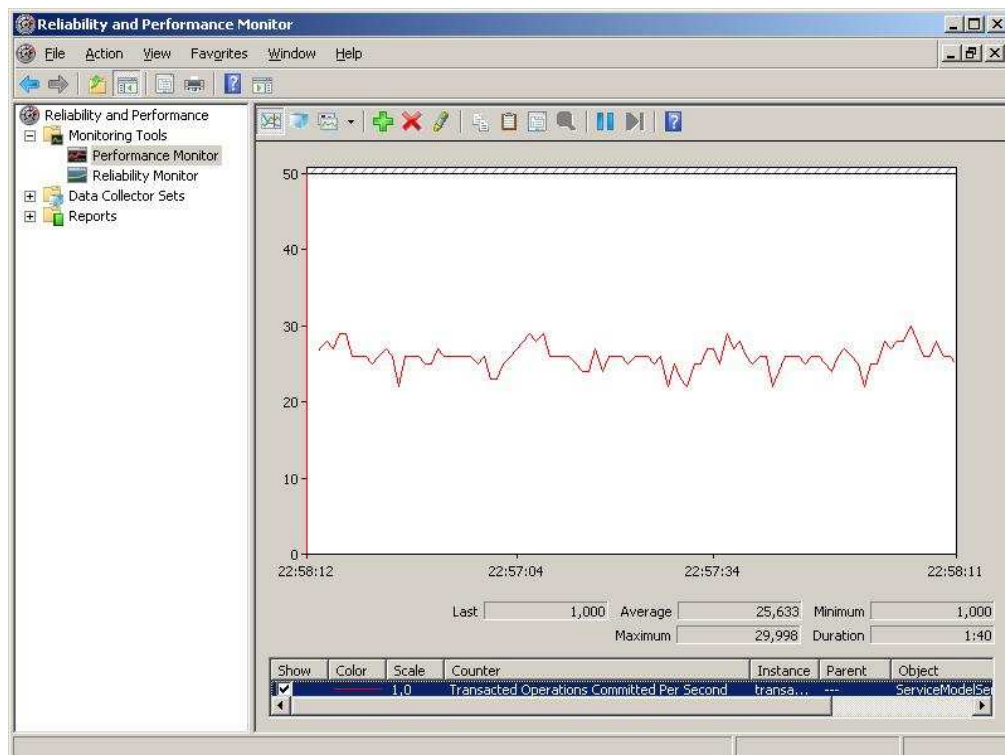 Reliability and Performance Monitor
File Action View Favorites Window Help
Reliability and Performance
Monitoring Tools
Performance Monitor
Reliability Monitor
Data Collector Sets
Reports
50
40
30
20
10
0
22:58:12 22:57:04 22:57:34 22:58:11
Last 1,000 Average 25,633 Minimum 1,000
Maximum 29,998 Duration 1:40
Show Color Scale Counter Instance Parent Object
1,0 Transacted Operations Committed Per Second transa... --- ServiceModelSer